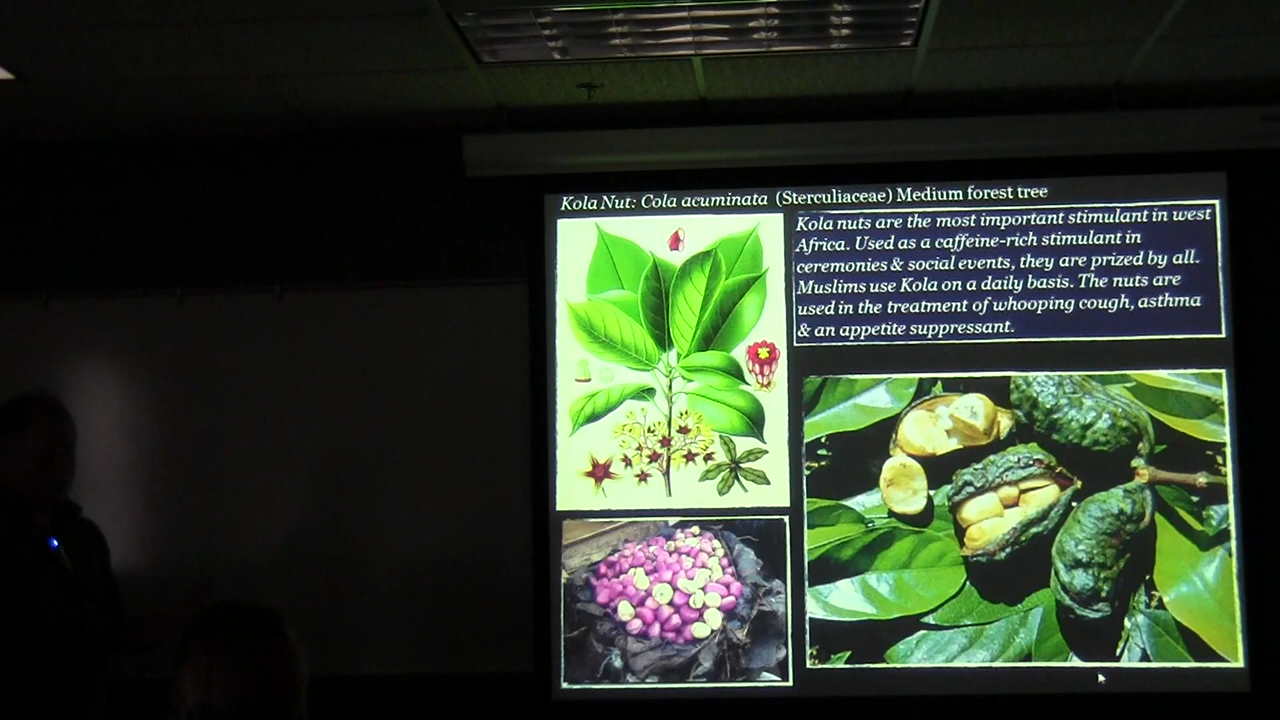 Kola Nut: Cola acuminata (Sterculiaceae) Medium forest tree
Kola nuts are the most important stimulant in west
Africa. Used as a caffeine-rich stimulant in
ceremonies & social events, they are prized by all.
Muslims use Kola on a daily basis. The nuts are
used in the treatment of whooping cough, asthma
& an appetite suppressant.